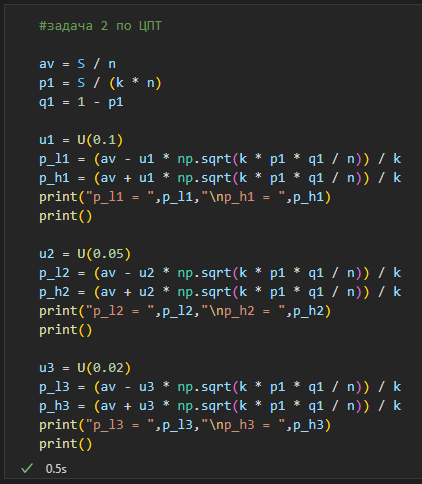 #задача 2 по ЦПТ
av = S / n
p1 = S / (k * n)
q1 = 1 - p1
u1 = U(0.1)
p_l1 = (av - u1 * np.sqrt(k * p1 * q1 / n)) / k
p_h1 = (av + u1 * np.sqrt(k * p1 * q1 / n)) / k
print("p_l1 = ",p_l1,"\np_h1 = ",p_h1)
print()
u2 = U(0.05)
p_l2 = (av - u2 * np.sqrt(k * p1 * q1 / n)) / k
p_h2 = (av + u2 * np.sqrt(k * p1 * q1 / n)) / k
print("p_l2 = ",p_l2,"\np_h2 = ",p_h2)
print()
u3 = U(0.02)
p_l3 = (av - u3 * np.sqrt(k * p1 * q1 / n)) / k
p_h3 = (av + u3 * np.sqrt(k * p1 * q1 / n)) / k
print("p_l3 = ",p_l3,"\np_h3 = ",p_h3)
print()
0.5s